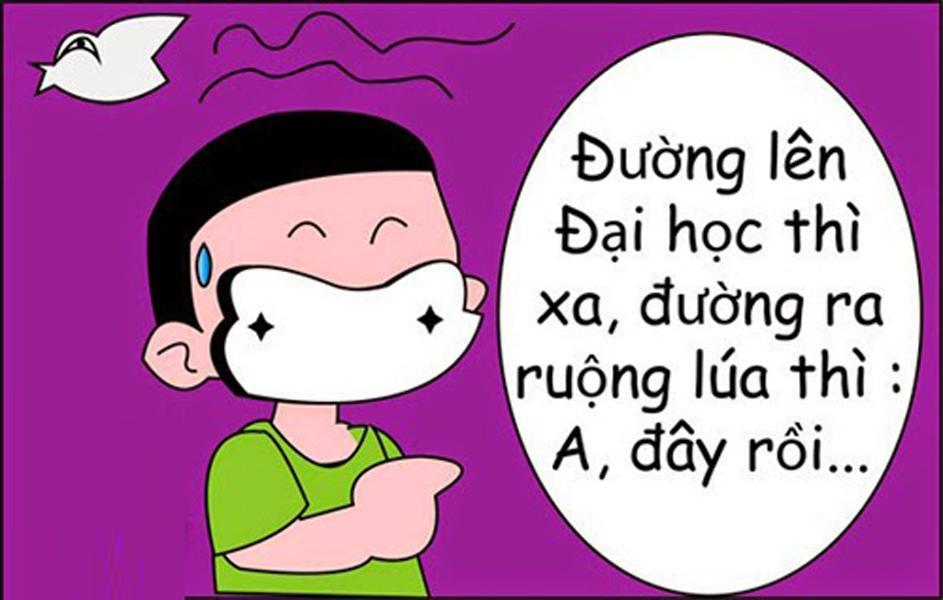 Đường lên
Đại học thì
xa, đường ra
ruộng lúa thì :
A, đây rồi...